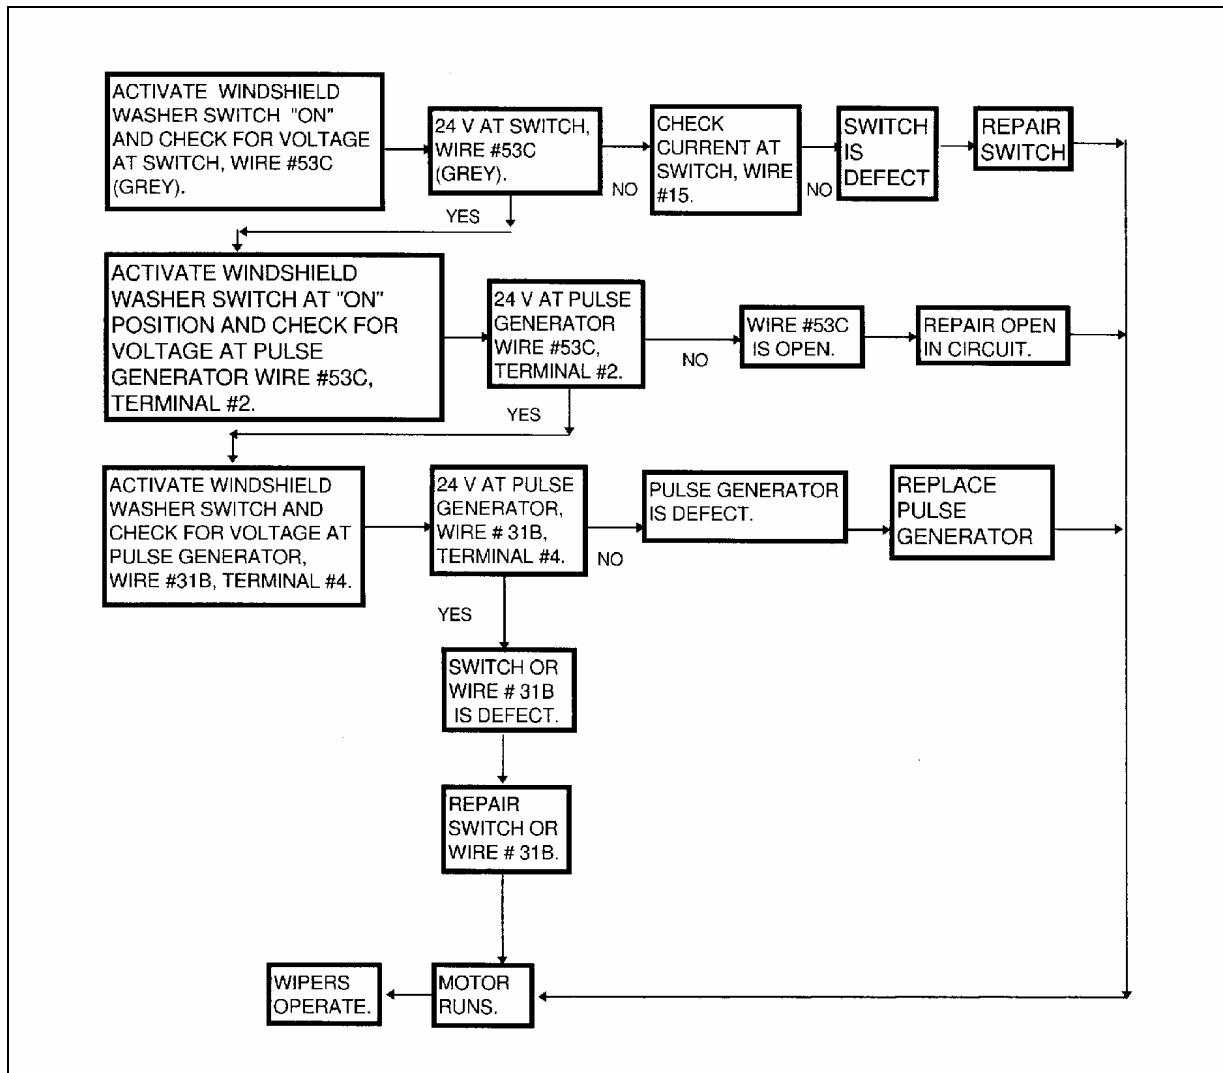 ACTIVATE WINDSHIELD
WASHER SWITCH "ON"
AND CHECK FOR VOLTAGE
AT SWITCH, WIRE #53C
(GREY).
24 V AT SWITCH,
WIRE #53C
(GREY).
NO
CHECK
CURRENT AT
SWITCH, WIRE
#15.
NO
SWITCH
IS
DEFECT
REPAIR
SWITCH
YES
ACTIVATE WINDSHIELD
WASHER SWITCH AT "ON"
POSITION AND CHECK FOR
VOLTAGE AT PULSE
GENERATOR WIRE #53C,
TERMINAL #2.
24 V AT PULSE
GENERATOR
WIRE #53C,
TERMINAL #2.
NO
WIRE #53C
IS OPEN.
REPAIR OPEN
IN CIRCUIT.
YES
ACTIVATE WINDSHIELD
WASHER SWITCH AND
CHECK FOR VOLTAGE AT
PULSE GENERATOR,
WIRE #31B, TERMINAL #4.
24 V AT PULSE
GENERATOR,
WIRE # 31B,
TERMINAL #4.
NO
PULSE GENERATOR
IS DEFECT.
REPLACE
PULSE
GENERATOR
YES
SWITCH OR
WIRE # 31B
IS DEFECT.
REPAIR
SWITCH OR
WIRE # 31B.
WIPERS
OPERATE.
MOTOR
RUNS.